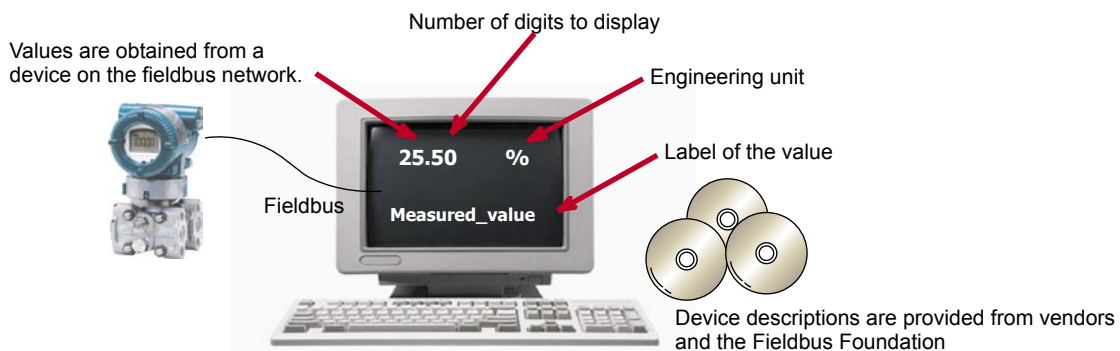 Number of digits to display
Values are obtained from a
device on the fieldbus network.
Engineering unit
25.50 %
Label of the value
Fieldbus
Measured_value
Device descriptions are provided from vendors
and the Fieldbus Foundation